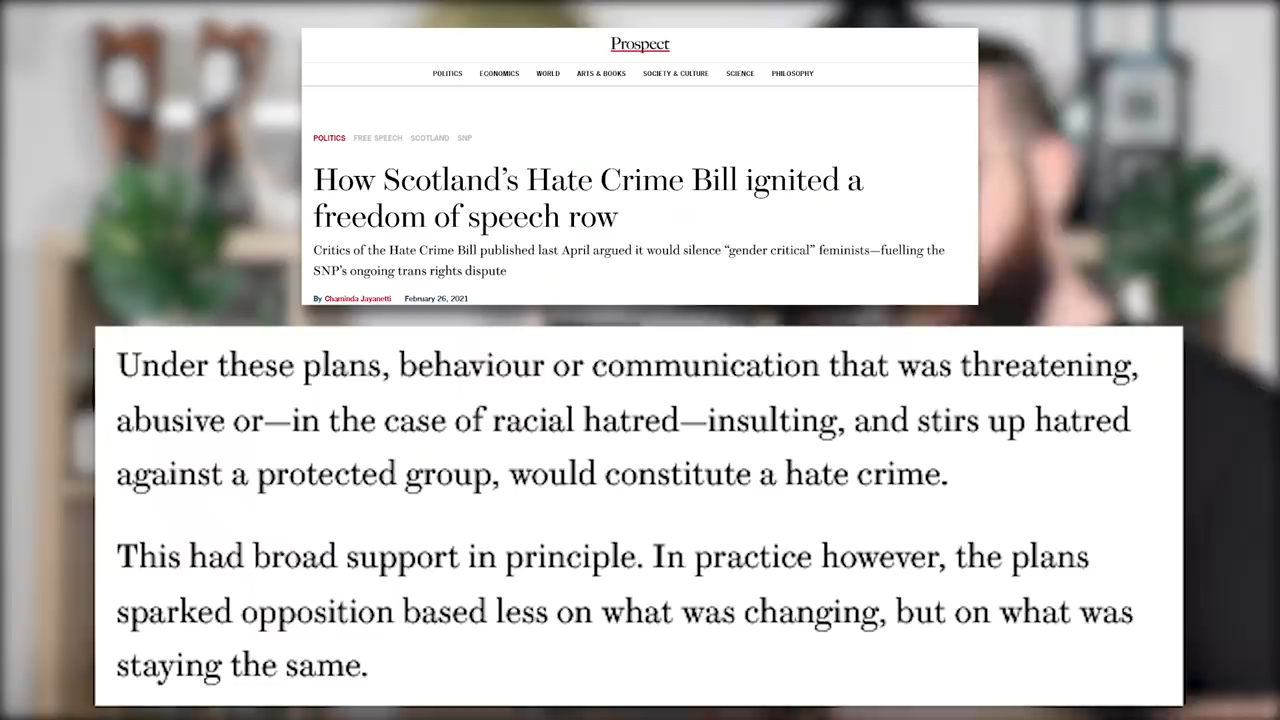 Prospect
POLITICS ECONOMICS WORLD ARTS & BOOKS SOCIETY & CULTURE SCIENCE PHILOSOPHY
POLITICS FREE SPEECH SCOTLAND SNP
How Scotland’s Hate Crime Bill ignited a
freedom of speech row
Critics of the Hate Crime Bill published last April argued it would silence “gender critical” feminists—fuelling the
SNP’s ongoing trans rights dispute
By Chaminda Jayanetti February 26, 2021
Under these plans, behaviour or communication that was threatening,
abusive or—in the case of racial hatred—insulting, and stirs up hatred
against a protected group, would constitute a hate crime.
This had broad support in principle. In practice however, the plans
sparked opposition based less on what was changing, but on what was
staying the same.